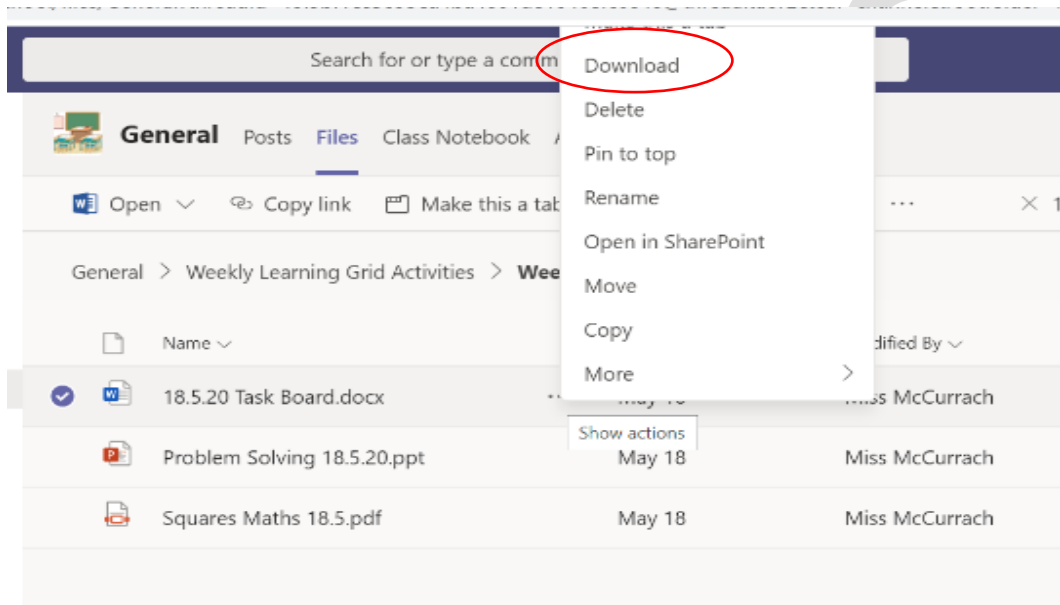 Search for or type a comm
Download
Delete
General Posts Files Class Notebook
Pin to top
Open Copy link Make this a tab
Rename
...
Open in SharePoint
General > Weekly Learning Grid Activities > Wee
Move
Copy
Name
dified By
More
18.5.20 Task Board.docx
McCurrach
Show actions
Problem Solving 18.5.20.ppt May 18 Miss McCurrach
Squares Maths 18.5.pdf May 18 Miss McCurrach